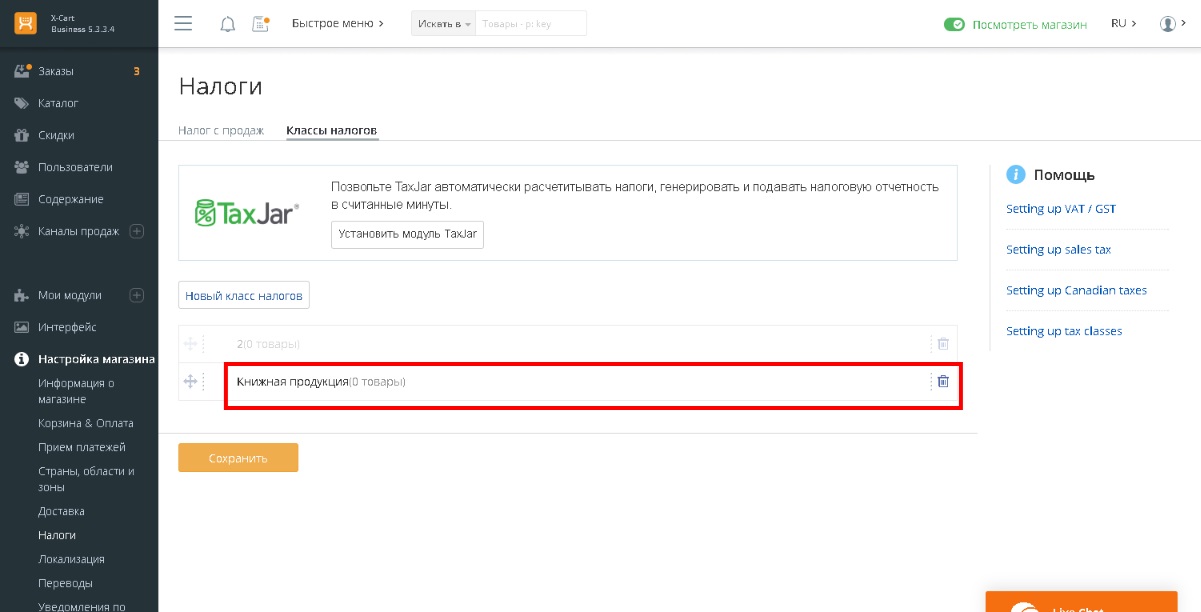 X-Cart
Business 5.3.3.4
Быстрое меню
Искать в
Товары - p: key
Посмотреть магазин
RU
Заказы 3
Каталог
Скидки
Пользователи
Содержание
Каналы продаж
Мои модули
Интерфейс
Настройка магазина
Информация о
магазине
Корзина & Оплата
Прием платежей
Страны, области и
зоны
Доставка
Налоги
Локализация
Переводы
Уведомления по
Налоги
Налог с продаж Классы налогов
TaxJar®
Позвольте TaxJar автоматически расчетитывать налоги, генерировать и подавать налоговую отчетность
в считанные минуты.
Установить модуль TaxJar
Новый класс налогов
2(0 товары)
Книжная продукция(0 товары)
Сохранить
Помощь
Setting up VAT / GST
Setting up sales tax
Setting up Canadian taxes
Setting up tax classes
Live Chat